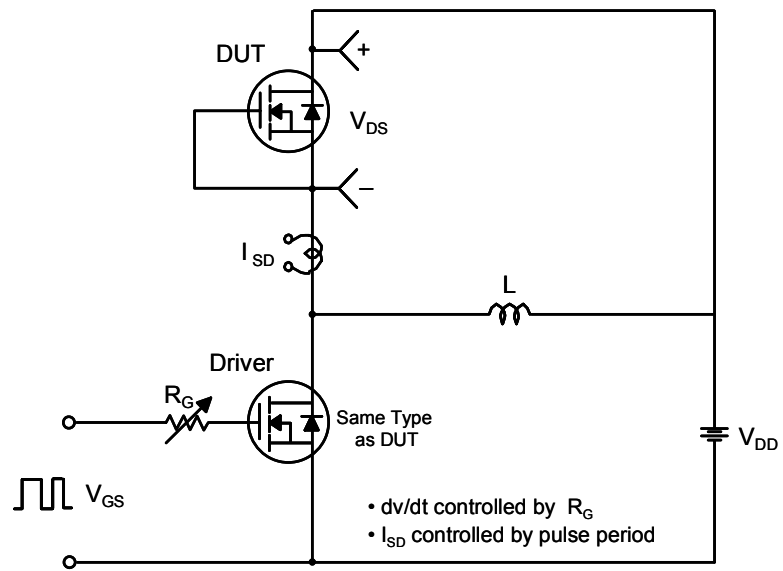 DUT
+
V_DS
–
I_SD
L
Driver
R_G
Same Type
as DUT
V_DD
V_GS
• dv/dt controlled by R_G
• I_SD controlled by pulse period